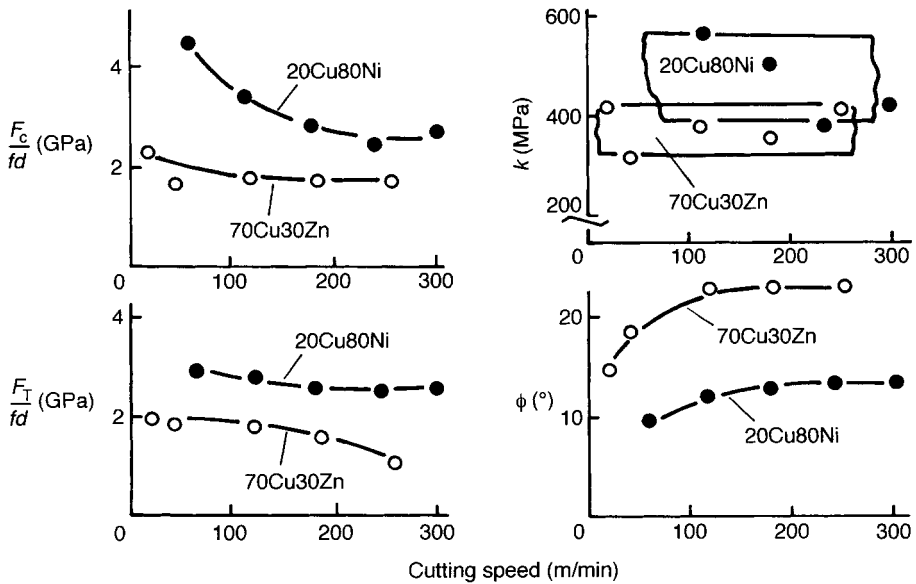 4
F_c/fd (GPa)
2
20Cu80Ni
70Cu30Zn
0 100 200 300
600
k (MPa)
400
200
20Cu80Ni
70Cu30Zn
0 100 200 300
4
F_T/fd (GPa)
2
20Cu80Ni
70Cu30Zn
0 100 200 300
20
ϕ (°)
10
70Cu30Zn
20Cu80Ni
0 100 200 300
Cutting speed (m/min)